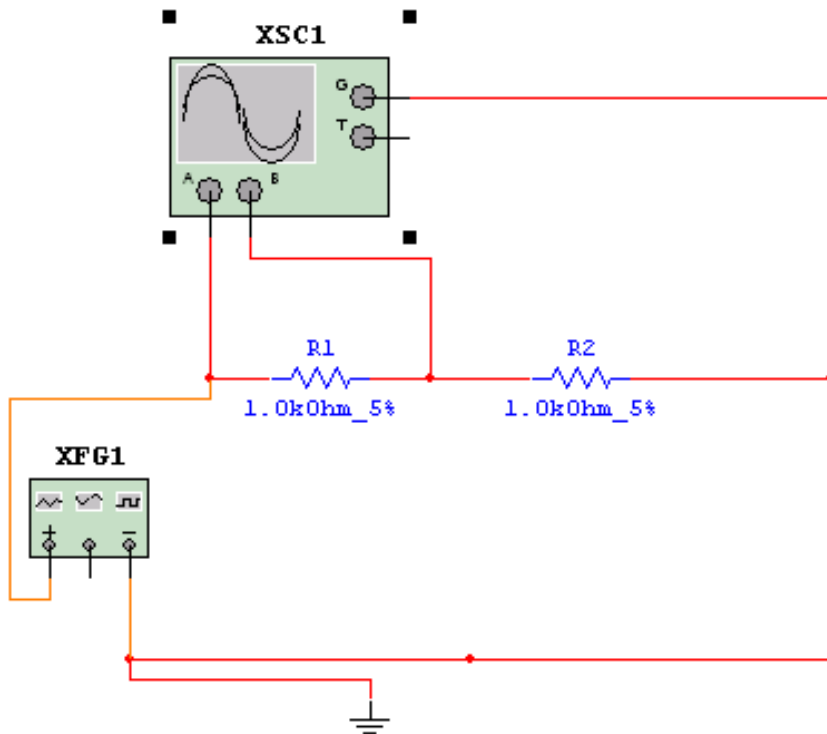 XSC1
G
T
A B
R1 R2
1.0kOhm_5% 1.0kOhm_5%
XFG1
+ −